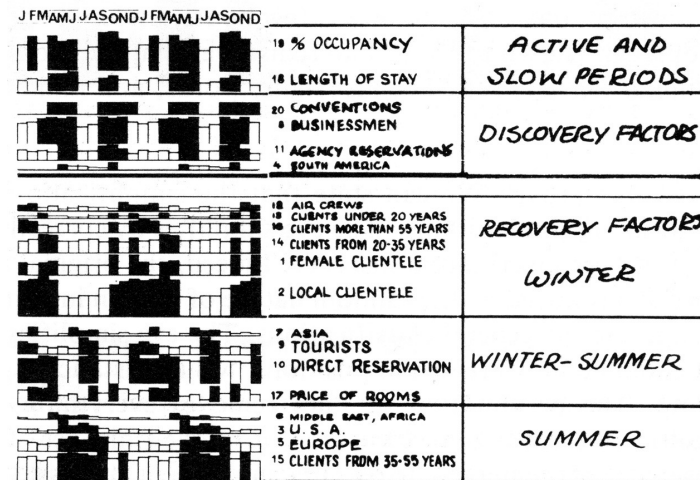 J F M A M J J A S O N D J F M A M J J A S O N D
19 % OCCUPANCY
18 LENGTH OF STAY
ACTIVE AND
SLOW PERIODS
20 CONVENTIONS
8 BUSINESSMEN
11 AGENCY RESERVATIONS
4 SOUTH AMERICA
DISCOVERY FACTORS
12 AIR CREWS
13 CLIENTS UNDER 20 YEARS
16 CLIENTS MORE THAN 55 YEARS
14 CLIENTS FROM 20-35 YEARS
1 FEMALE CLIENTELE
2 LOCAL CLIENTELE
RECOVERY FACTORS
WINTER
7 ASIA
9 TOURISTS
10 DIRECT RESERVATION
17 PRICE OF ROOMS
WINTER-SUMMER
6 MIDDLE EAST, AFRICA
3 U.S.A.
5 EUROPE
15 CLIENTS FROM 35-55 YEARS
SUMMER